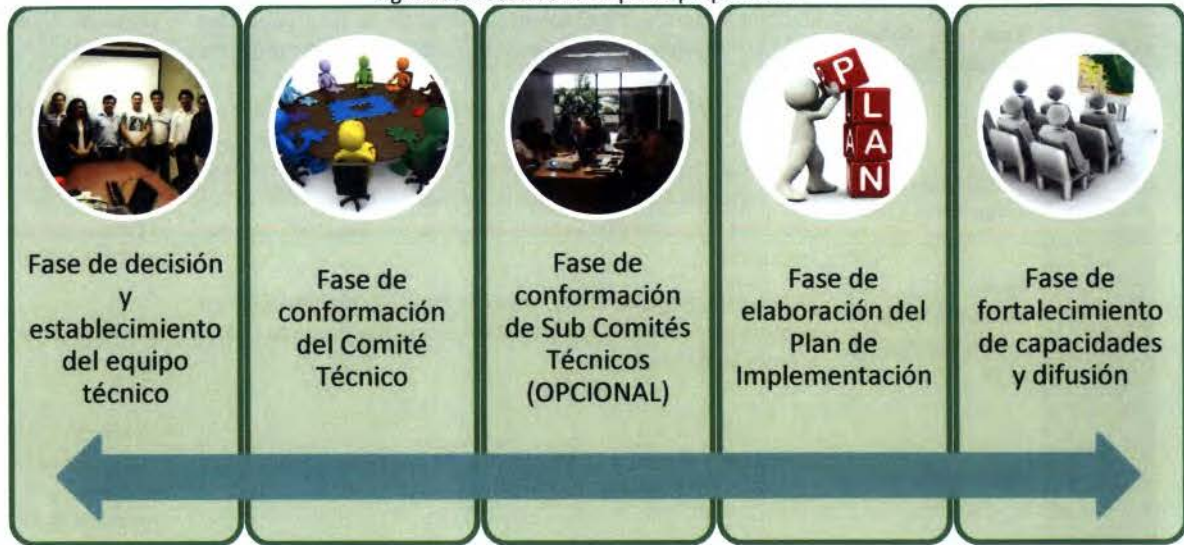 Fase de decisión
y
establecimiento
del equipo
técnico
Fase de
conformación
del Comité
Técnico
Fase de
conformación
de Sub Comités
Técnicos
(OPCIONAL)
P
L
A A
N
Fase de
elaboración del
Plan de
Implementación
Fase de
fortalecimiento
de capacidades
y difusión